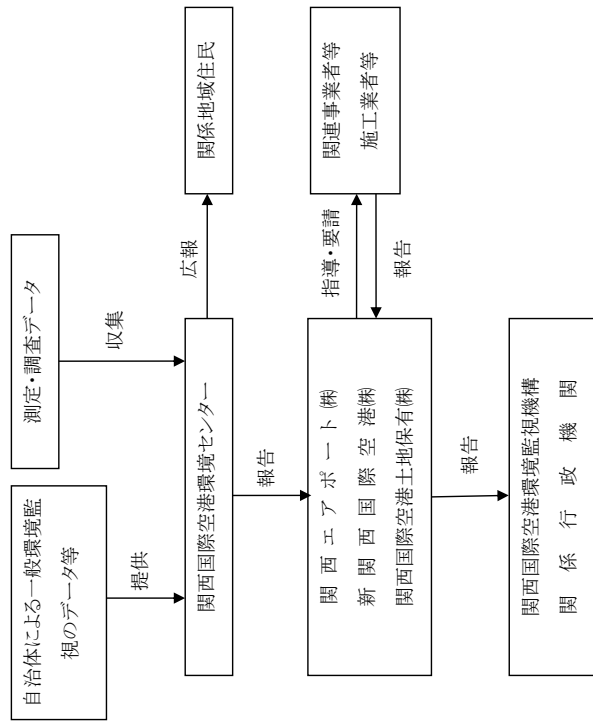 自治体による一般環境監
視のデータ等
測定・調査データ
提供
収集
関西国際空港環境センター
広報
関係地域住民
報告
関西エアポート㈱
新関西国際空港㈱
関西国際空港土地保有㈱
指導・要請
報告
関連事業者等
施工業者等
報告
関西国際空港環境監視機構
関係行政機関